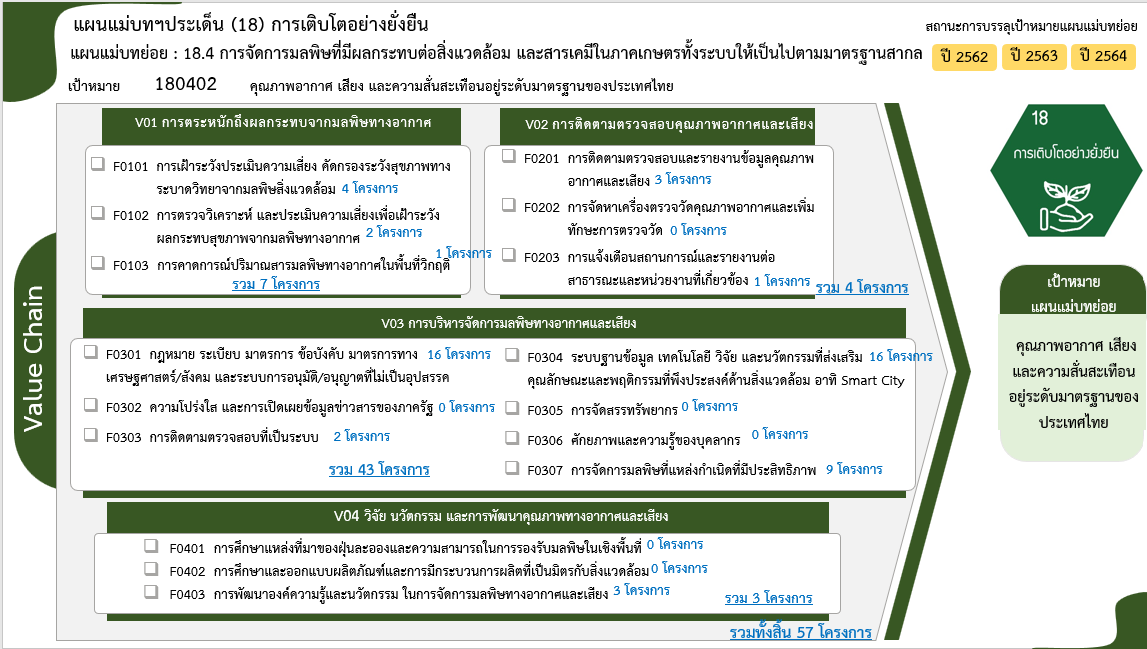 แผนแม่บทฯประเด็น (18) การเติบโตอย่างยั่งยืน
สถานะการบรรลุเป้าหมายแผนแม่บทย่อย
แผนแม่บทย่อย : 18.4 การจัดการมลพิษที่มีผลกระทบต่อสิ่งแวดล้อม และสารเคมีในภาคเกษตรทั้งระบบให้เป็นไปตามมาตรฐานสากล
ปี 2562 ปี 2563 ปี 2564
เป้าหมาย 180402 คุณภาพอากาศ เสียง และความสั่นสะเทือนอยู่ระดับมาตรฐานของประเทศไทย
Value Chain
V01 การตระหนักถึงผลกระทบจากมลพิษทางอากาศ
F0101 การเฝ้าระวังประเมินความเสี่ยง คัดกรองระวังสุขภาพทาง
ระบาดวิทยาจากมลพิษสิ่งแวดล้อม 4 โครงการ
F0102 การตรวจวิเคราะห์ และประเมินความเสี่ยงเพื่อเฝ้าระวัง
ผลกระทบสุขภาพจากมลพิษทางอากาศ 2 โครงการ
1 โครงการ
F0103 การคาดการณ์ปริมาณสารมลพิษทางอากาศในพื้นที่วิกฤติ
รวม 7 โครงการ
V02 การติดตามตรวจสอบคุณภาพอากาศและเสียง
F0201 การติดตามตรวจสอบและรายงานข้อมูลคุณภาพ
อากาศและเสียง 3 โครงการ
F0202 การจัดหาเครื่องตรวจวัดคุณภาพอากาศและเพิ่ม
ทักษะการตรวจวัด 0 โครงการ
F0203 การแจ้งเตือนสถานการณ์และรายงานต่อ
สาธารณะและหน่วยงานที่เกี่ยวข้อง 1 โครงการ
รวม 4 โครงการ
V03 การบริหารจัดการมลพิษทางอากาศและเสียง
F0301 กฎหมาย ระเบียบ มาตรการ ข้อบังคับ มาตรการทาง 16 โครงการ
เศรษฐศาสตร์/สังคม และระบบการอนุมัติ/อนุญาตที่ไม่เป็นอุปสรรค
F0302 ความโปร่งใส และการเปิดเผยข้อมูลข่าวสารของภาครัฐ 0 โครงการ
F0303 การติดตามตรวจสอบที่เป็นระบบ 2 โครงการ
รวม 43 โครงการ
F0304 ระบบฐานข้อมูล เทคโนโลยี วิจัย และนวัตกรรมที่ส่งเสริม 16 โครงการ
คุณลักษณะและพฤติกรรมที่พึงประสงค์ด้านสิ่งแวดล้อม อาทิ Smart City
F0305 การจัดสรรทรัพยากร 0 โครงการ
F0306 ศักยภาพและความรู้ของบุคลากร 0 โครงการ
F0307 การจัดการมลพิษที่แหล่งกำเนิดที่มีประสิทธิภาพ 9 โครงการ
V04 วิจัย นวัตกรรม และการพัฒนาคุณภาพทางอากาศและเสียง
F0401 การศึกษาแหล่งที่มาของฝุ่นละอองและความสามารถในการรองรับมลพิษในเชิงพื้นที่ 0 โครงการ
F0402 การศึกษาและออกแบบผลิตภัณฑ์และการมีกระบวนการผลิตที่เป็นมิตรกับสิ่งแวดล้อม 0 โครงการ
F0403 การพัฒนาองค์ความรู้และนวัตกรรม ในการจัดการมลพิษทางอากาศและเสียง 3 โครงการ
รวม 3 โครงการ
รวมทั้งสิ้น 57 โครงการ
18
การเติบโตอย่างยั่งยืน
เป้าหมาย
แผนแม่บทย่อย
คุณภาพอากาศ เสียง
และความสั่นสะเทือน
อยู่ระดับมาตรฐานของ
ประเทศไทย